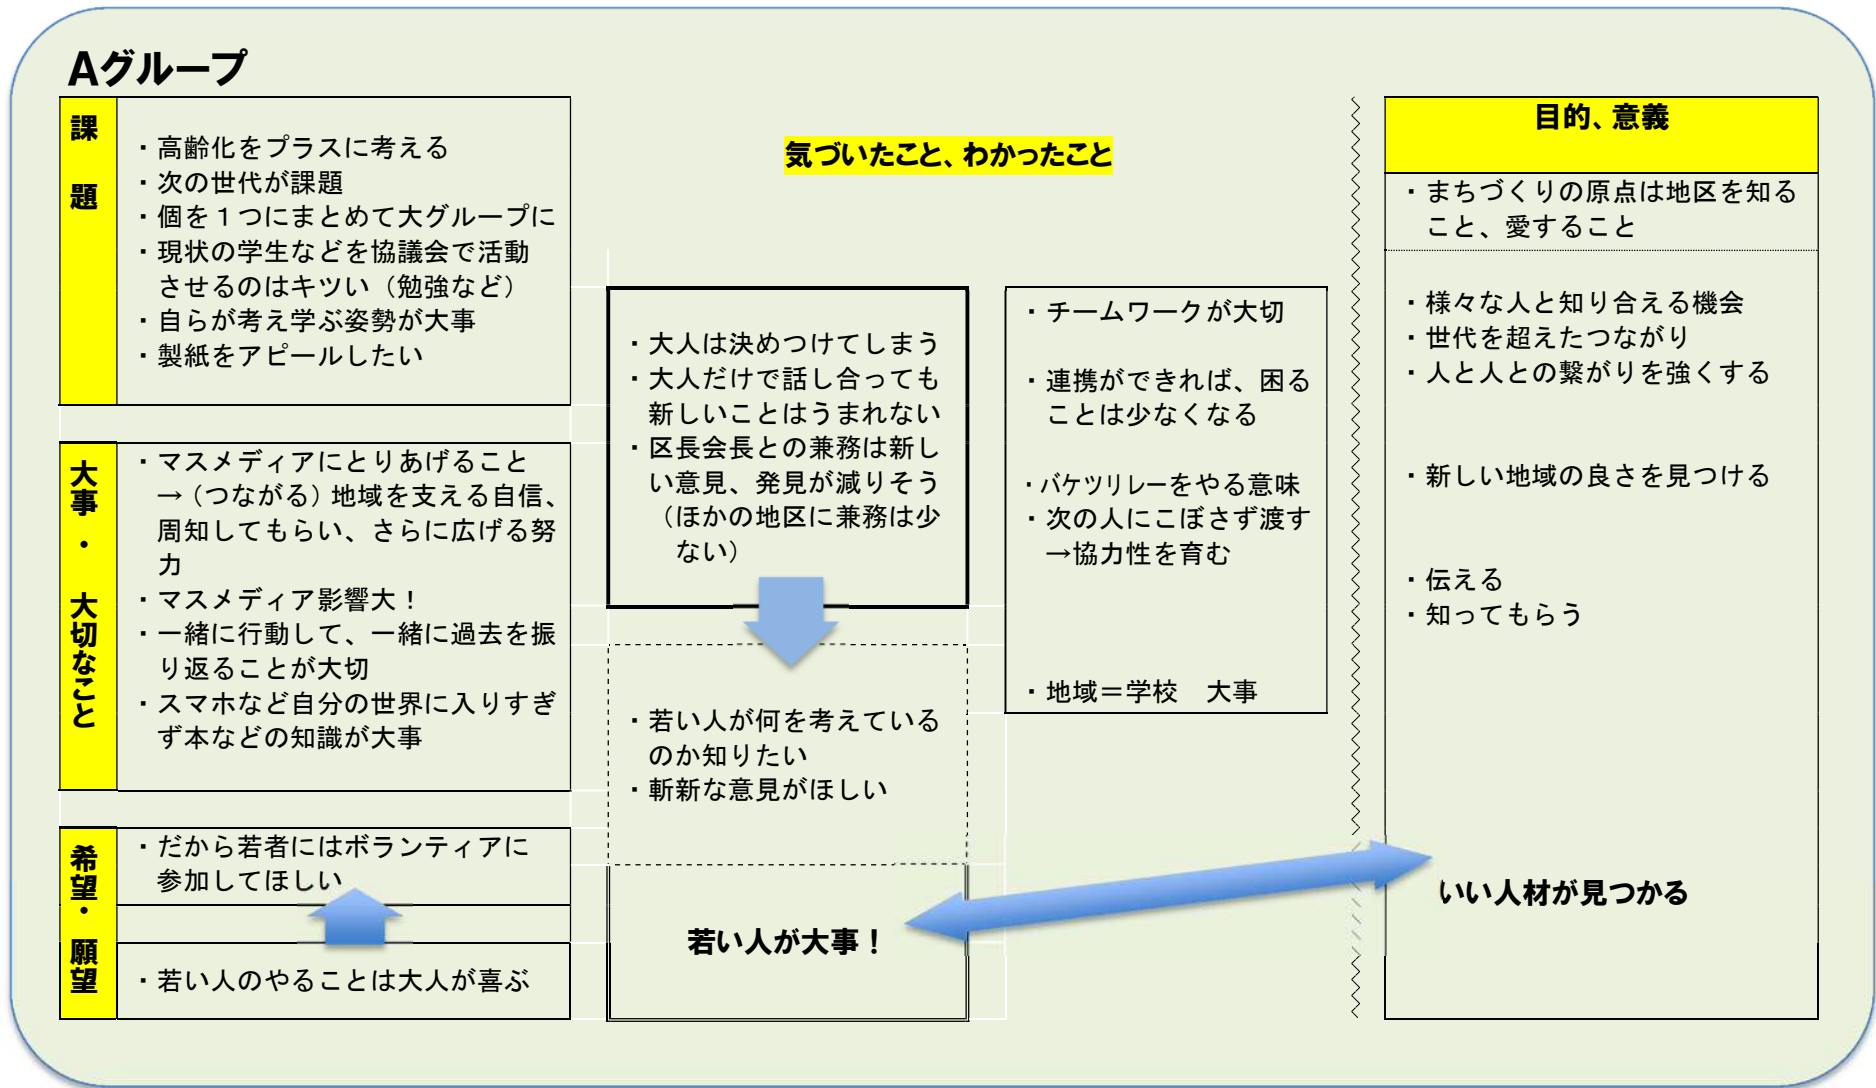 Aグループ
課題
・高齢化をプラスに考える
・次の世代が課題
・個を１つにまとめて大グループに
・現状の学生などを協議会で活動
させるのはキツい（勉強など）
・自らが考え学ぶ姿勢が大事
・製紙をアピールしたい
大事・大切なこと
・マスメディアにとりあげること
→（つながる）地域を支える自信、
周知してもらい、さらに広げる努
力
・マスメディア影響大！
・一緒に行動して、一緒に過去を振
り返ることが大切
・スマホなど自分の世界に入りすぎ
ず本などの知識が大事
希望・願望
・だから若者にはボランティアに
参加してほしい
・若い人のやることは大人が喜ぶ
気づいたこと、わかったこと
・大人は決めつけてしまう
・大人だけで話し合っても
新しいことはうまれない
・区長会長との兼務は新し
い意見、発見が減りそう
（ほかの地区に兼務は少
ない）
・若い人が何を考えている
のか知りたい
・斬新な意見がほしい
若い人が大事！
・チームワークが大切
・連携ができれば、困る
ことは少なくなる
・バケツリレーをやる意味
・次の人にこぼさず渡す
→協力性を育む
・地域＝学校　大事
目的、意義
・まちづくりの原点は地区を知る
こと、愛すること
・様々な人と知り合える機会
・世代を超えたつながり
・人と人との繋がりを強くする
・新しい地域の良さを見つける
・伝える
・知ってもらう
いい人材が見つかる